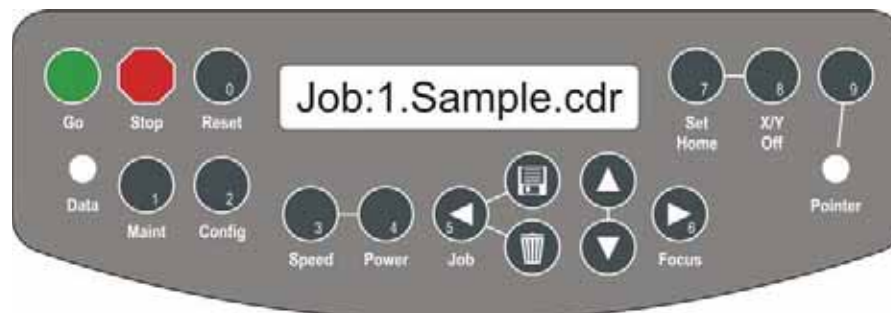 Job:1.Sample.cdr
0
7
8
9
Go
Stop
Reset
Set
Home
X/Y
Off
Data
1
2
Maint
Config
3
4
5
6
Speed
Power
Job
Focus
Pointer